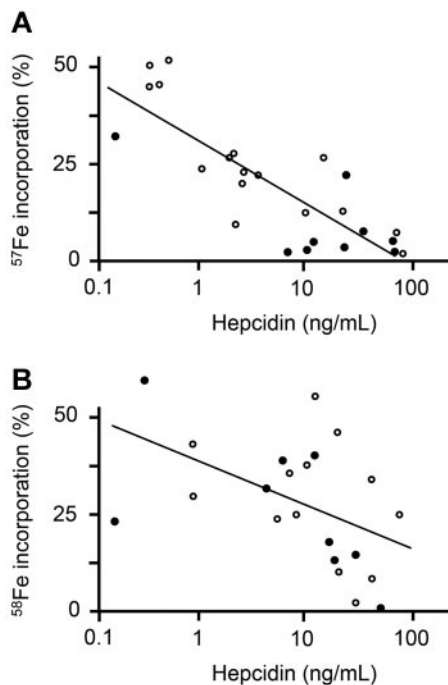 A
50
25
0
⁵⁷Fe incorporation (%)
0.1 1 10 100
Hepcidin (ng/mL)
B
50
25
0
⁵⁸Fe incorporation (%)
0.1 1 10 100
Hepcidin (ng/mL)